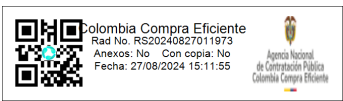 Colombia Compra Eficiente
Rad No. RS20240827011973
Anexos: No Con copia: No
Fecha: 27/08/2024 15:11:55
Agencia Nacional
de Contratación Pública
Colombia Compra Eficiente